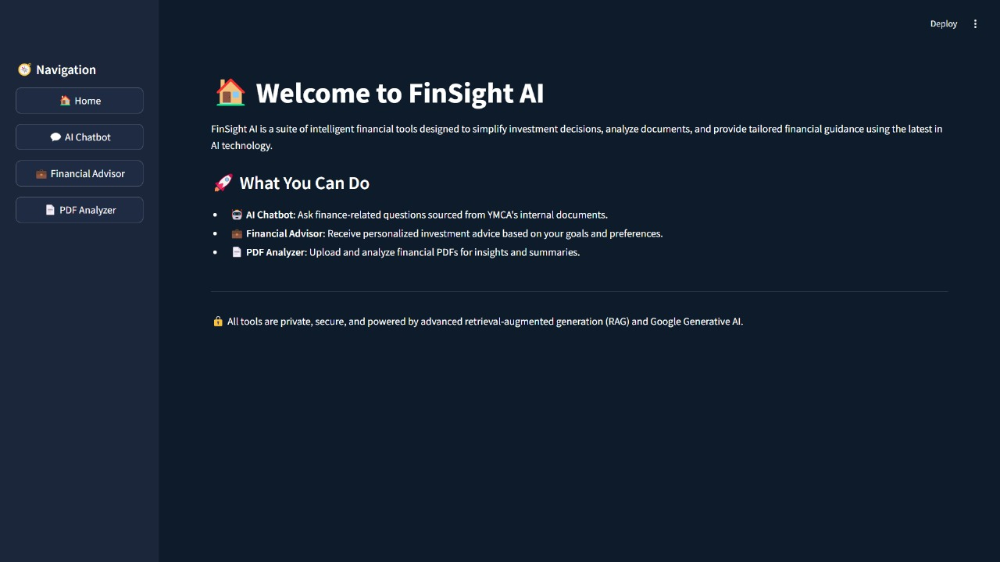 Deploy
🧭 Navigation
🏠 Home
💬 AI Chatbot
💼 Financial Advisor
📄 PDF Analyzer
🏠 Welcome to FinSight AI
FinSight AI is a suite of intelligent financial tools designed to simplify investment decisions, analyze documents, and provide tailored financial guidance using the latest in
AI technology.
🚀 What You Can Do
• 🤖 AI Chatbot: Ask finance-related questions sourced from YMCA's internal documents.
• 💼 Financial Advisor: Receive personalized investment advice based on your goals and preferences.
• 📄 PDF Analyzer: Upload and analyze financial PDFs for insights and summaries.
🔒 All tools are private, secure, and powered by advanced retrieval-augmented generation (RAG) and Google Generative AI.